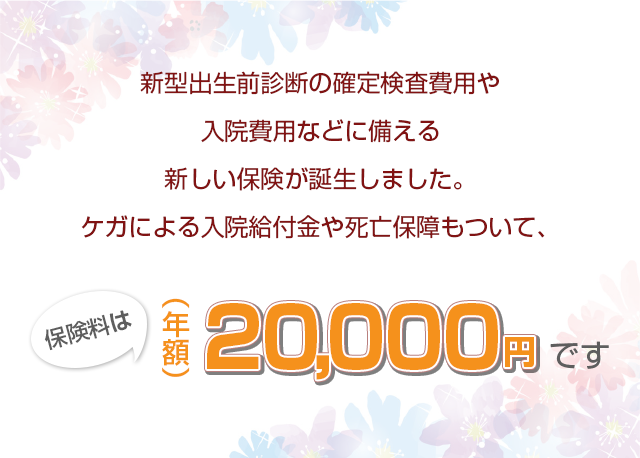 新型出生前診断の確定検査費用や
入院費用などに備える
新しい保険が誕生しました。
ケガによる入院給付金や死亡保障もついて、
保険料は
(年額)
20,000円です